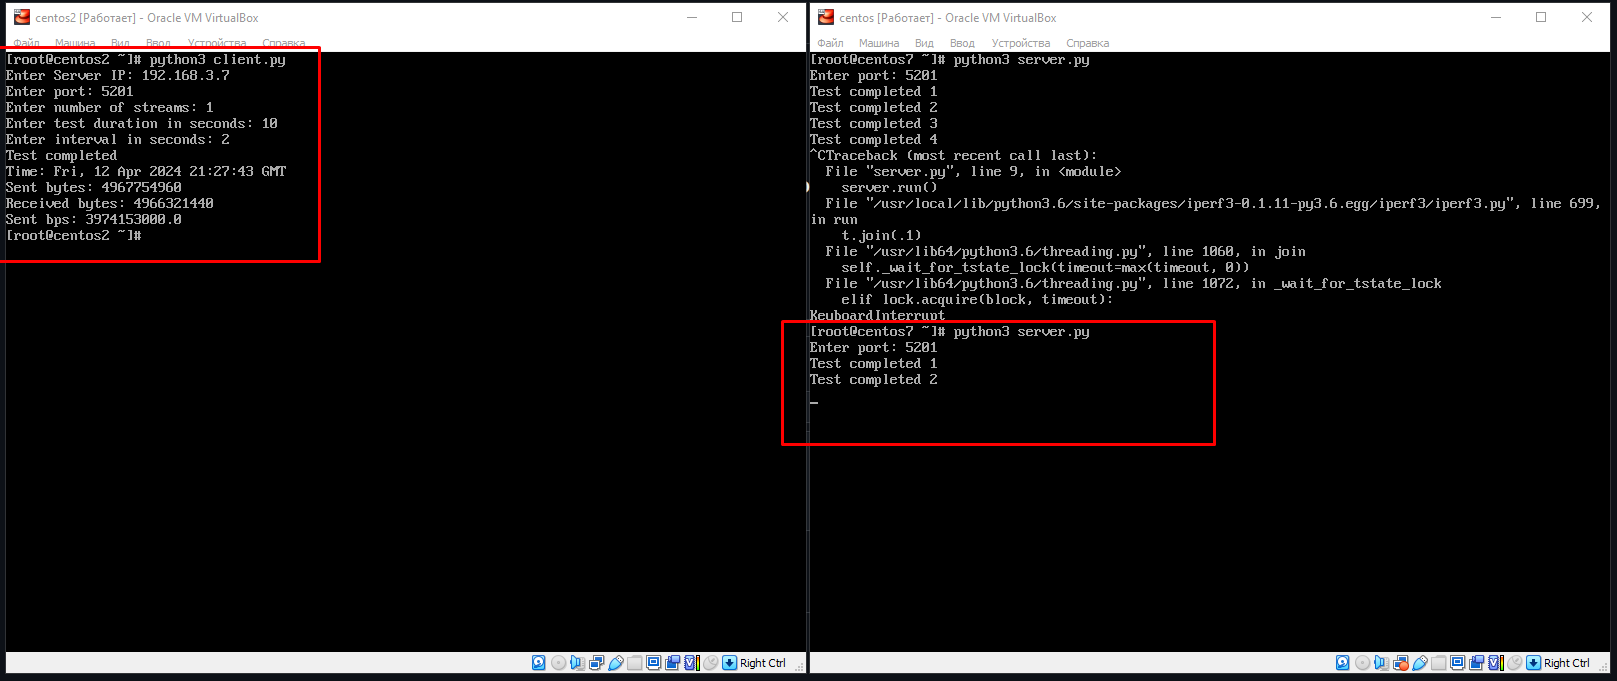 centos2 [Работает] - Oracle VM VirtualBox
Файл Машина Вид Ввод Устройства Справка
[root@centos2 ~]# python3 client.py
Enter Server IP: 192.168.3.7
Enter port: 5201
Enter number of streams: 1
Enter test duration in seconds: 10
Enter interval in seconds: 2
Test completed
Time: Fri, 12 Apr 2024 21:27:43 GMT
Sent bytes: 4967754960
Received bytes: 4966321440
Sent bps: 3974153000.0
[root@centos2 ~]#
Right Ctrl
centos [Работает] - Oracle VM VirtualBox
Файл Машина Вид Ввод Устройства Справка
[root@centos7 ~]# python3 server.py
Enter port: 5201
Test completed 1
Test completed 2
Test completed 3
Test completed 4
^CTraceback (most recent call last):
File "server.py", line 9, in <module>
server.run()
File "/usr/local/lib/python3.6/site-packages/iperf3-0.1.11-py3.6.egg/iperf3/iperf3.py", line 699,
in run
t.join(.1)
File "/usr/lib64/python3.6/threading.py", line 1060, in join
self._wait_for_tstate_lock(timeout=max(timeout, 0))
File "/usr/lib64/python3.6/threading.py", line 1072, in _wait_for_tstate_lock
elif lock.acquire(block, timeout):
KeyboardInterrupt
[root@centos7 ~]# python3 server.py
Enter port: 5201
Test completed 1
Test completed 2
Right Ctrl